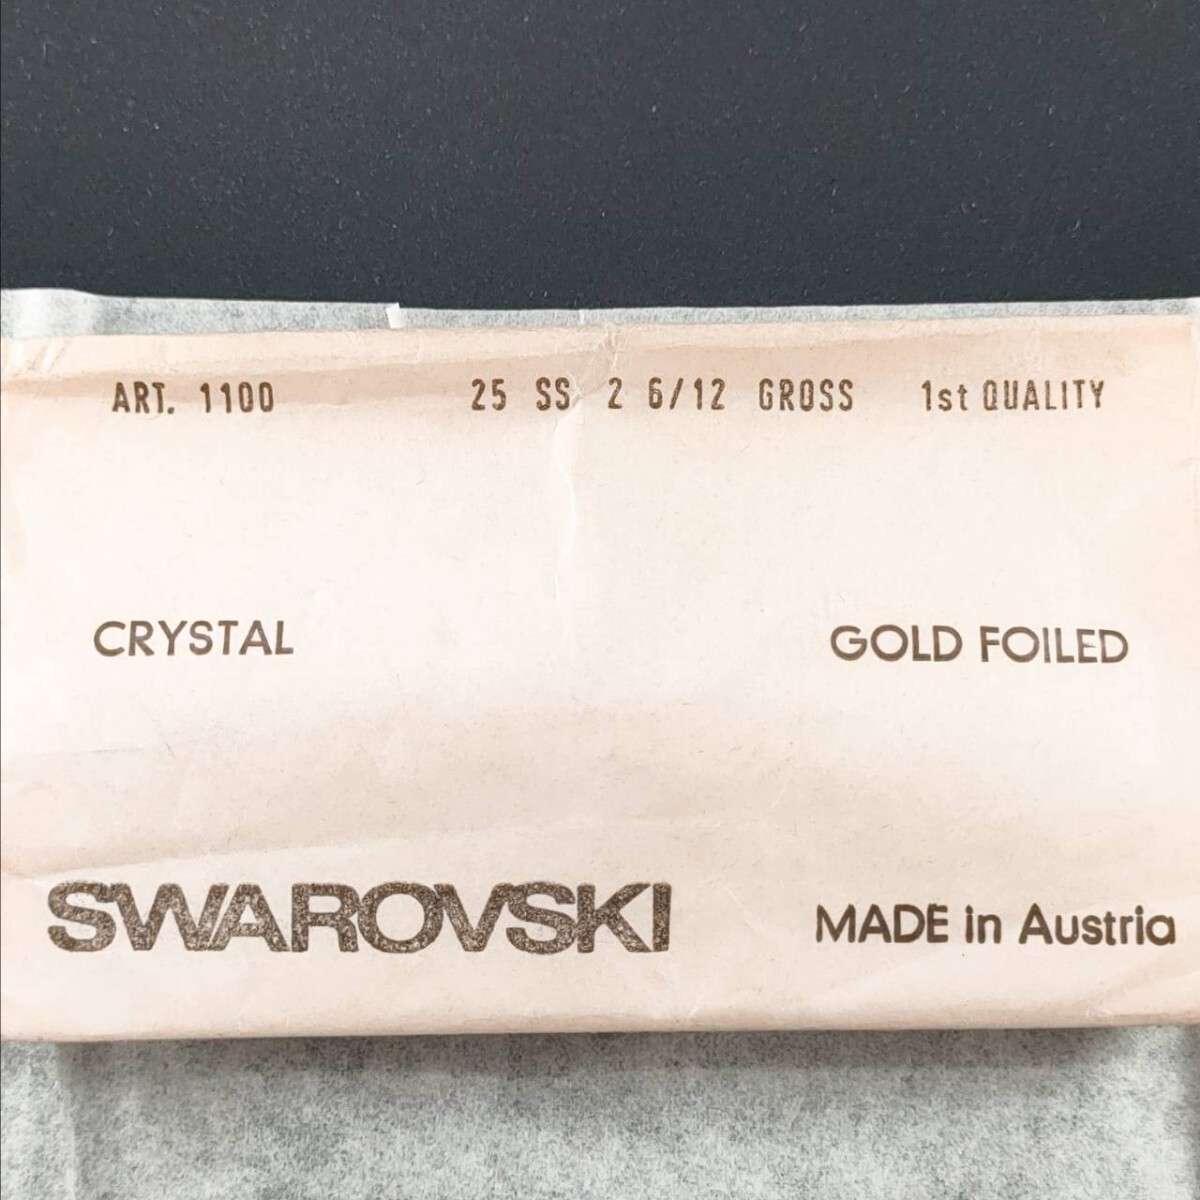 ART. 1100 25 SS 2 6/12 GROSS 1st QUALITY
CRYSTAL GOLD FOILED
SWAROVSKI MADE in Austria